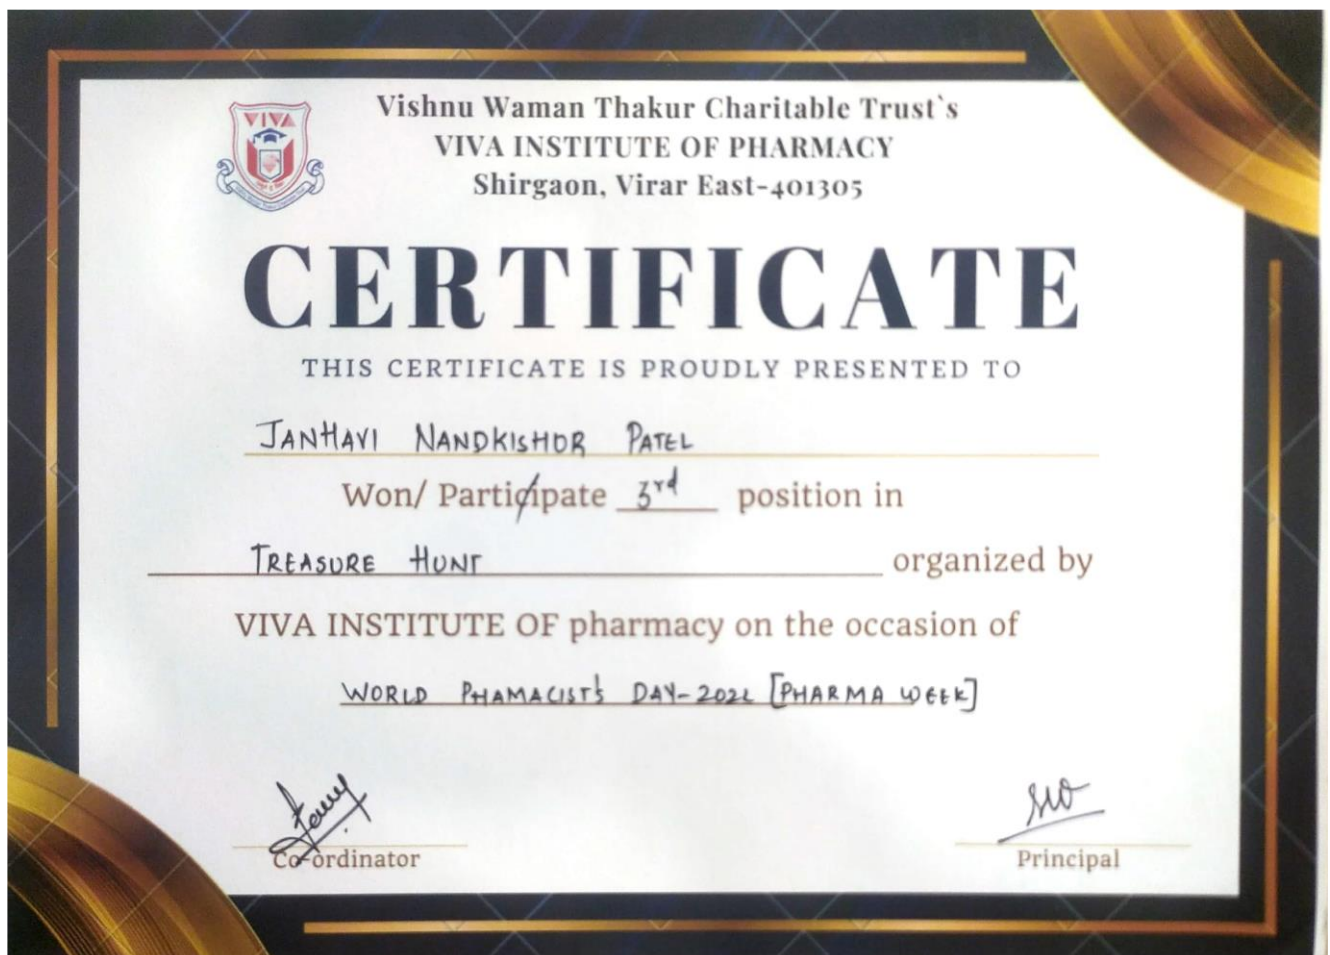 VIVA
Vishnu Waman Thakur Charitable Trust`s
VIVA INSTITUTE OF PHARMACY
Shirgaon, Virar East-401305
CERTIFICATE
THIS CERTIFICATE IS PROUDLY PRESENTED TO
JANHAVI NANDKISHOR PATEL
Won/ Participate 3rd position in
TREASURE HUNT organized by
VIVA INSTITUTE OF pharmacy on the occasion of
WORLD PHAMACIST's DAY-2022 [PHARMA WEEK]
Co-ordinator
Principal